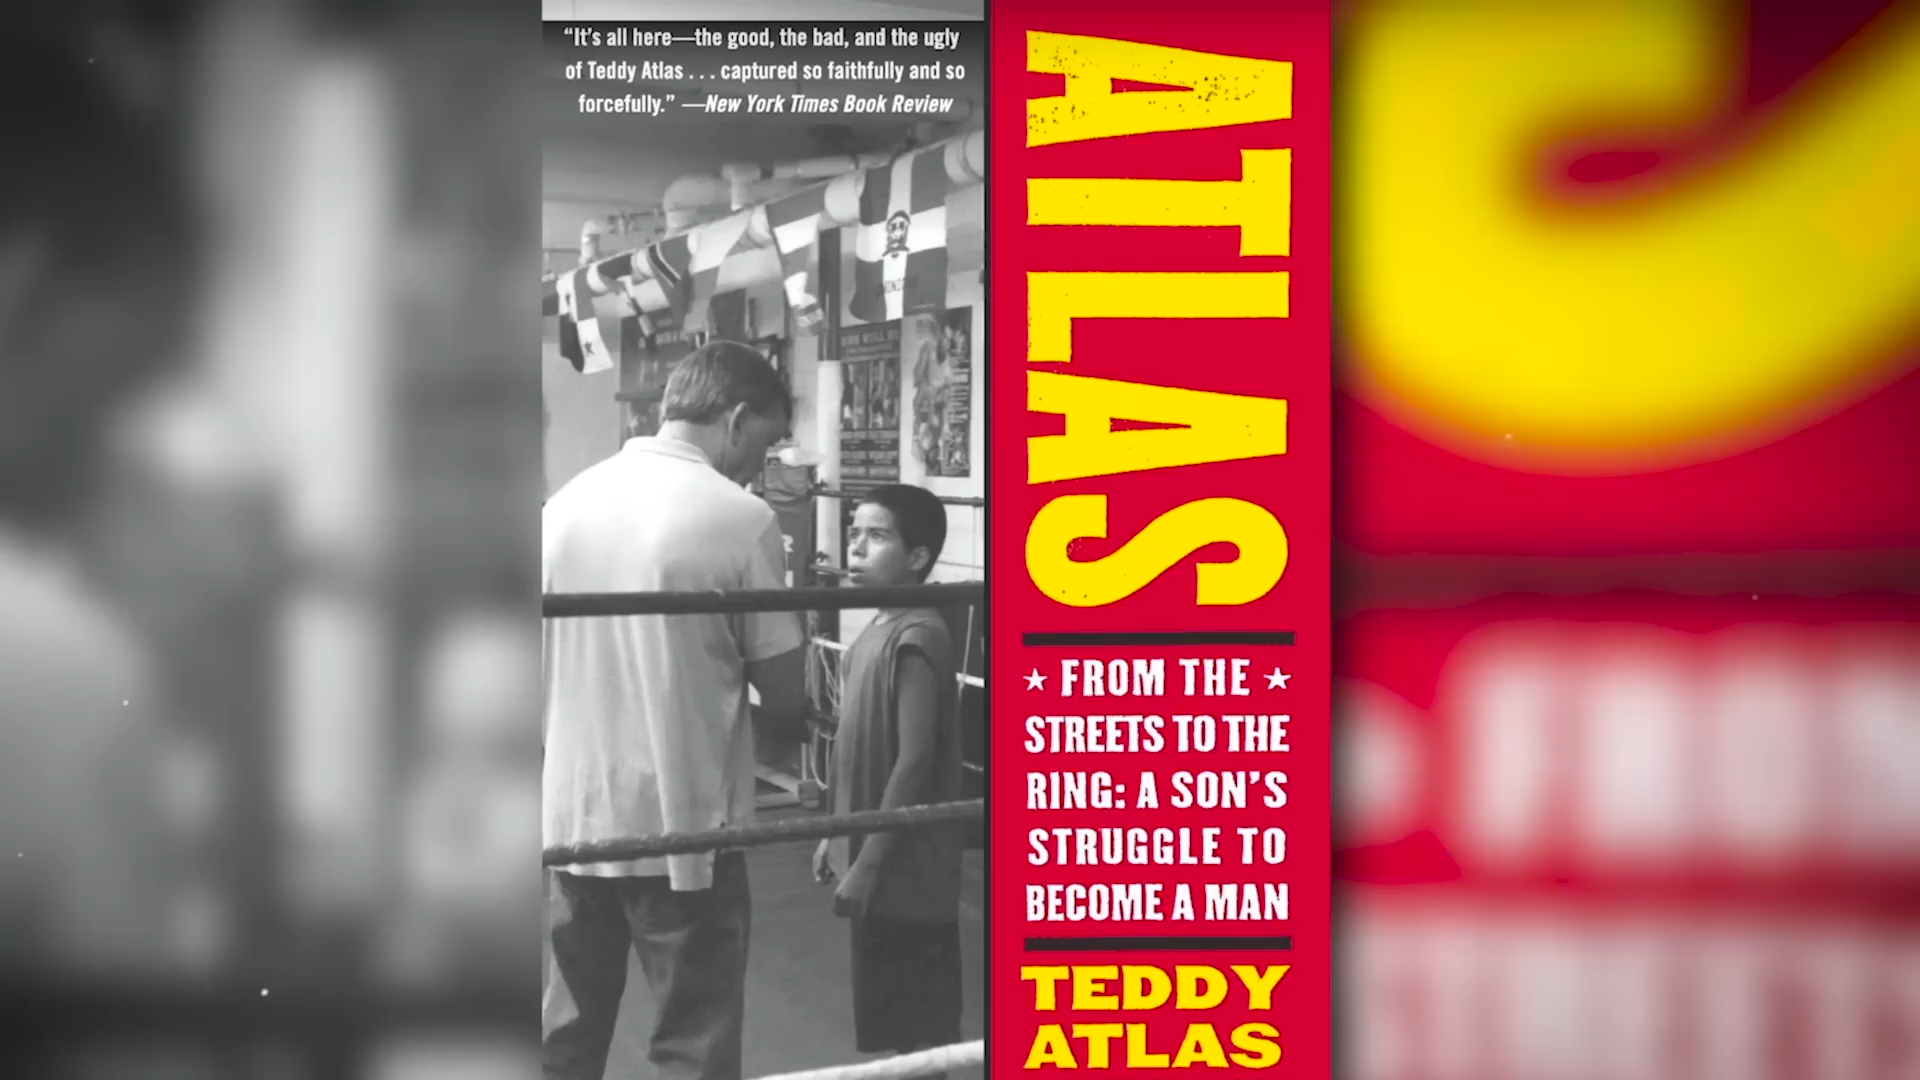 “It’s all here—the good, the bad, and the ugly
of Teddy Atlas . . . captured so faithfully and so
forcefully.” —New York Times Book Review
ATLAS
★ FROM THE ★
STREETS TO THE
RING: A SON’S
STRUGGLE TO
BECOME A MAN
TEDDY
ATLAS